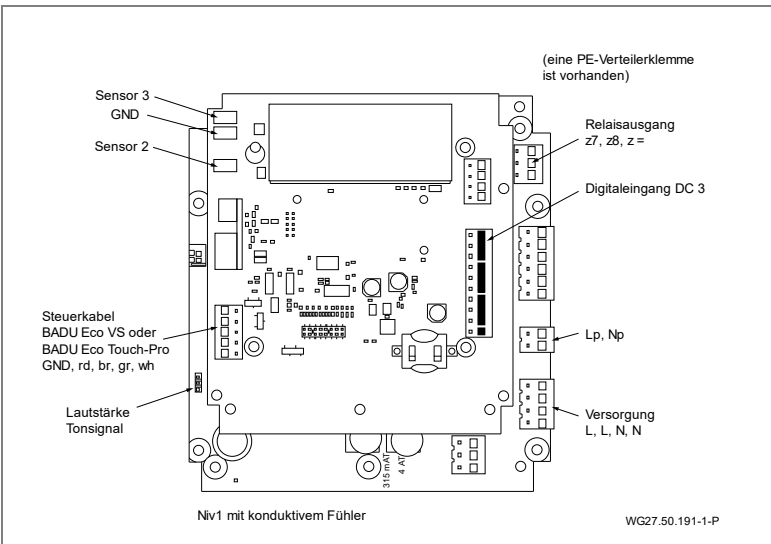 (eine PE-Verteilerklemme
ist vorhanden)
Sensor 3
GND
Sensor 2
Relaisausgang
z7, z8, z =
Digitaleingang DC 3
Steuerkabel
BADU Eco VS oder
BADU Eco Touch-Pro
GND, rd, br, gr, wh
Lp, Np
Lautstärke
Tonsignal
Versorgung
L, L, N, N
315 mAT
4 AT
Niv1 mit konduktivem Fühler
WG27.50.191-1-P